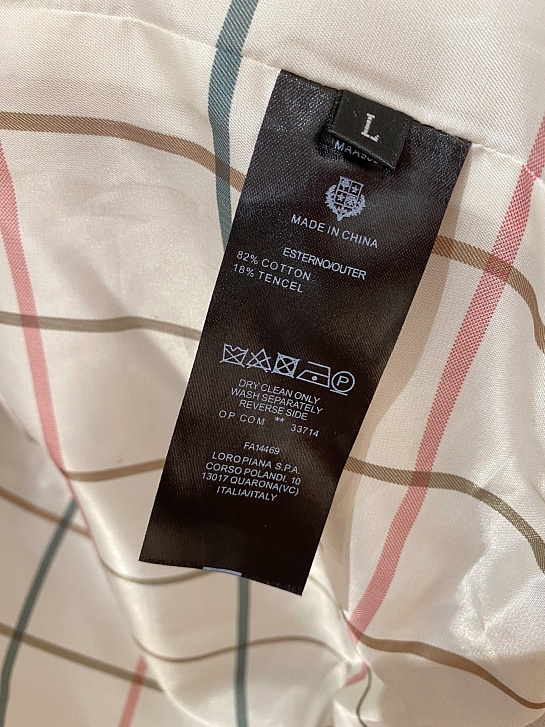 L
MADE IN CHINA
ESTERNO/OUTER
82% COTTON
18% TENCEL
P
DRY CLEAN ONLY
WASH SEPARATELY
REVERSE SIDE
OP COM ** 33714
FA14469
LOROPIANA S.P.A.
CORSO POLANDI. 10
13017 QUARONA(VC)
ITALIA/ITALY